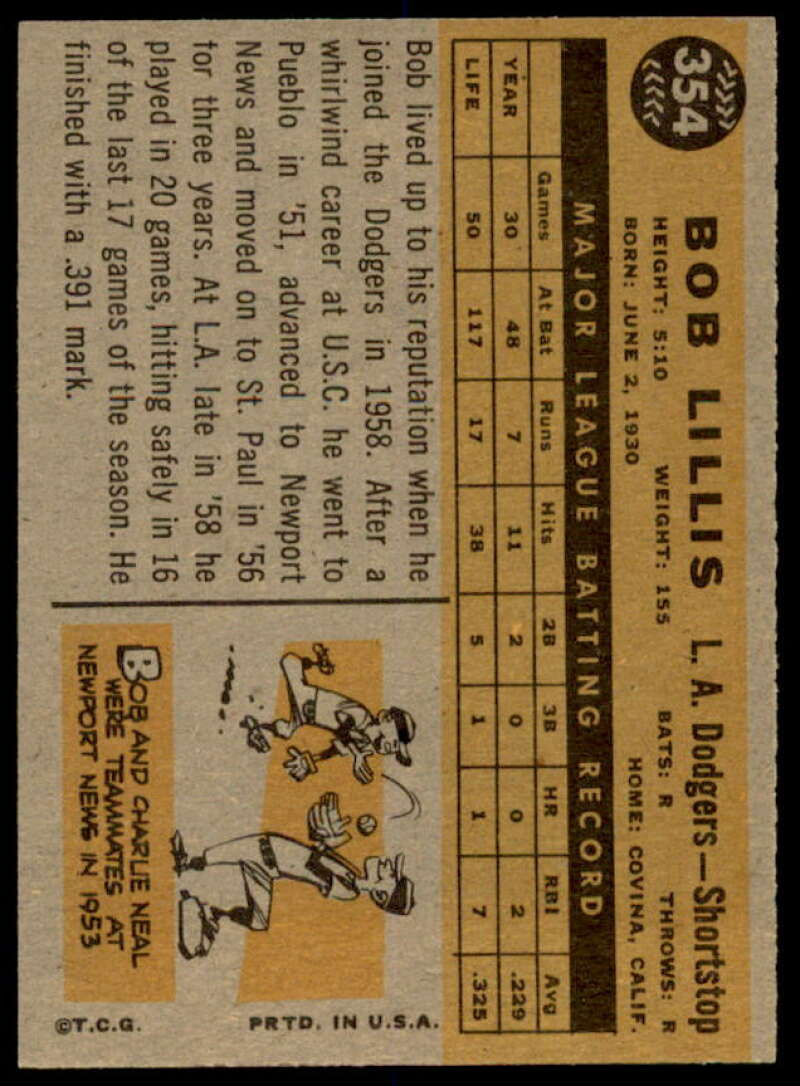 354
BOB LILLIS L. A. Dodgers—Shortstop
HEIGHT: 5:10 WEIGHT: 155 BATS: R THROWS: R
BORN: JUNE 2, 1930 HOME: COVINA, CALIF.
MAJOR LEAGUE BATTING RECORD
Games At Bat Runs Hits 2B 3B HR RBI Avg
YEAR 30 48 7 11 2 0 0 2 .229
LIFE 50 117 17 38 5 1 1 7 .325
Bob lived up to his reputation when he
joined the Dodgers in 1958. After a
whirlwind career at U.S.C. he went to
Pueblo in '51, advanced to Newport
News and moved on to St. Paul in '56
for three years. At L.A. late in '58 he
played in 20 games, hitting safely in 16
of the last 17 games of the season. He
finished with a .391 mark.
BOB AND CHARLIE NEAL
WERE TEAMMATES AT
NEWPORT NEWS IN 1953
©T.C.G. PRTD. IN U.S.A.